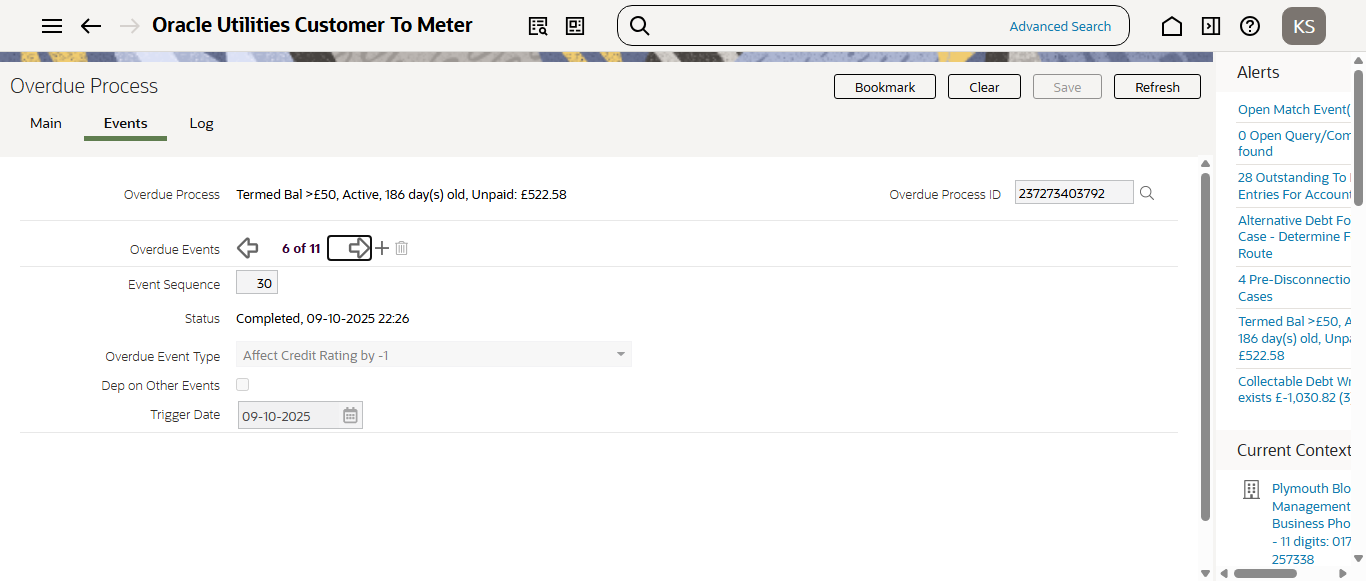 Oracle Utilities Customer To Meter
Advanced Search
KS
Overdue Process
Bookmark
Clear
Save
Refresh
Main
Events
Log
Overdue Process
Termed Bal >£50, Active, 186 day(s) old, Unpaid: £522.58
Overdue Process ID
237273403792
Overdue Events
6 of 11
Event Sequence
30
Status
Completed, 09-10-2025 22:26
Overdue Event Type
Affect Credit Rating by -1
Dep on Other Events
Trigger Date
09-10-2025
Alerts
Open Match Event(
0 Open Query/Com
found
28 Outstanding To
Entries For Account
Alternative Debt Fo
Case - Determine F
Route
4 Pre-Disconnectio
Cases
Termed Bal >£50, A
186 day(s) old, Unpa
£522.58
Collectable Debt Wr
exists £-1,030.82 (3
Current Context
Plymouth Blo
Management
Business Pho
- 11 digits: 017
257338